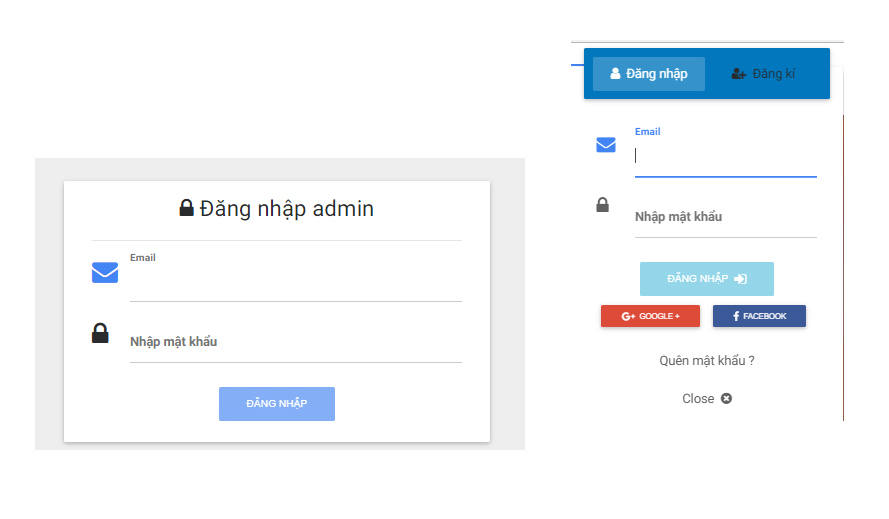 Đăng nhập admin
Email
Nhập mật khẩu
ĐĂNG NHẬP
Đăng nhập Đăng kí
Email
Nhập mật khẩu
ĐĂNG NHẬP
G+ GOOGLE + FACEBOOK
Quên mật khẩu ?
Close